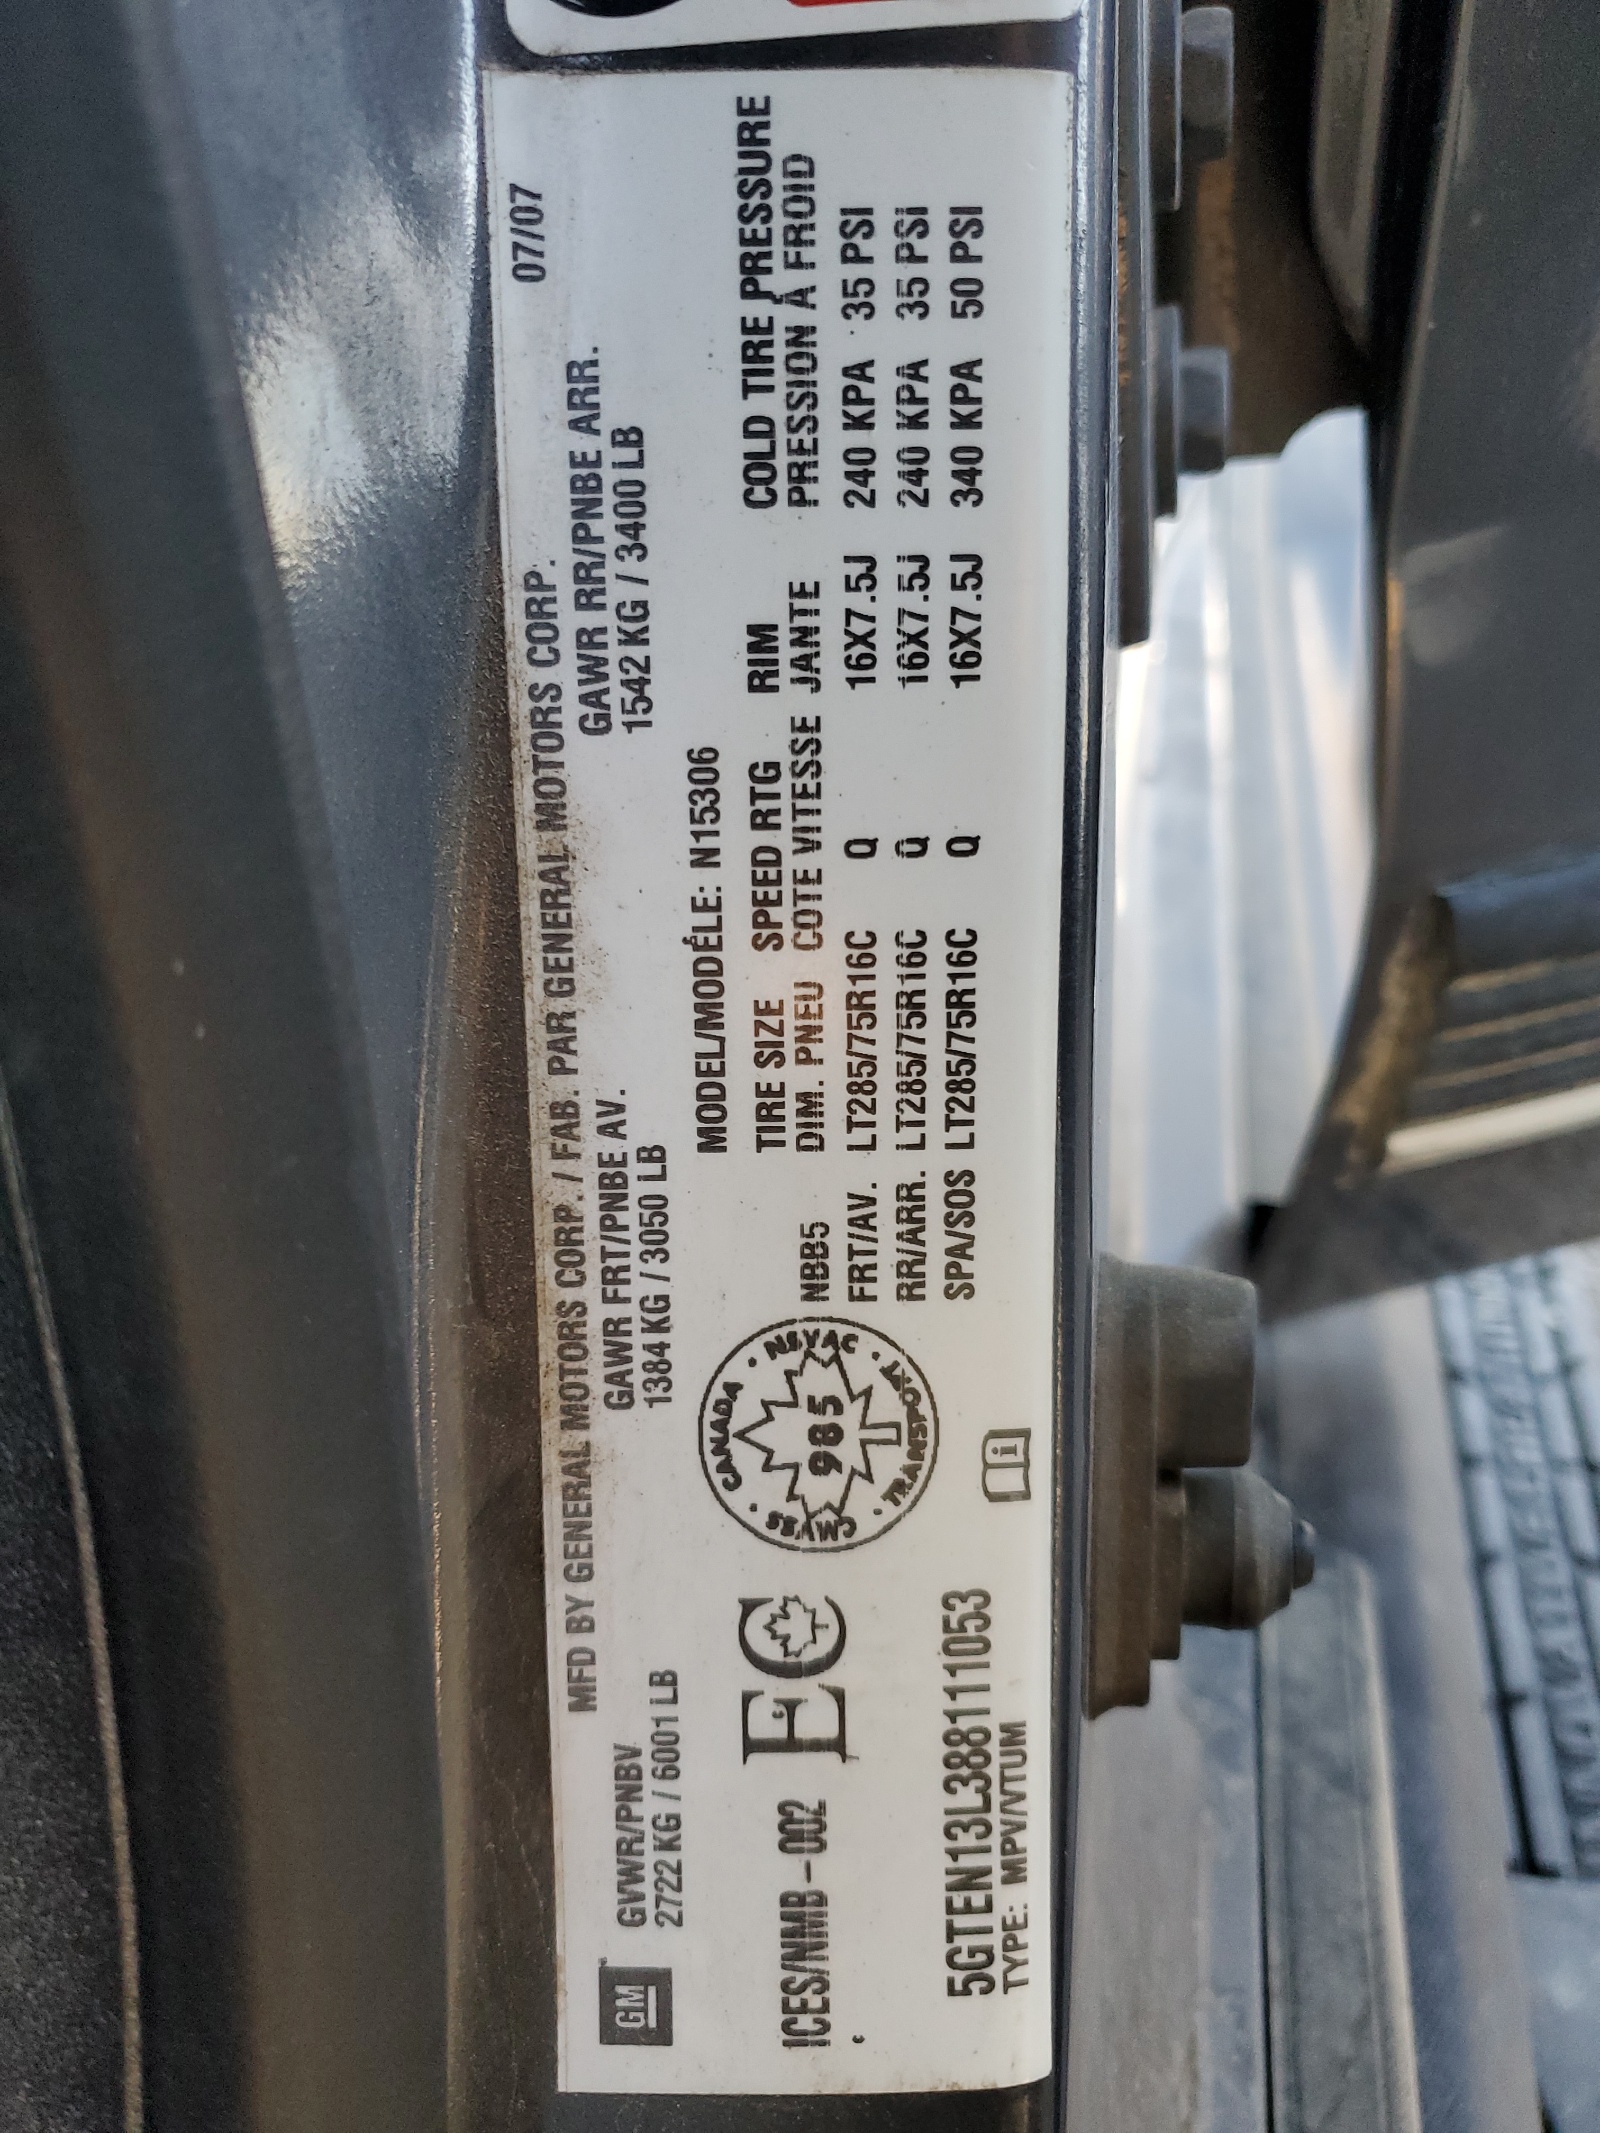 MFD BY GENERAL MOTORS CORP. / FAB. PAR GENERAL MOTORS CORP. 07/07
GM
GVWR/PNBV GAWR FRT/PNBE AV. GAWR RR/PNBE ARR.
2722 KG / 6001 LB 1384 KG / 3050 LB 1542 KG / 3400 LB
MODEL/MODÉLE: N15306
TIRE SIZE SPEED RTG RIM COLD TIRE PRESSURE
NBB5 DIM. PNEU COTE VITESSE JANTE PRESSION Á FROID
FRT/AV. LT285/75R16C Q 16X7.5J 240 KPA 35 PSI
RR/ARR. LT285/75R16C Q 16X7.5J 240 KPA 35 PSI
SPA/SOS LT285/75R16C Q 16X7.5J 340 KPA 50 PSI
ICES/NMB-002
EC
CANADA · NSVAC · TRANSPORT · CMVSS
985
i
5GTEN13L388111053
TYPE: MPV/VTUM